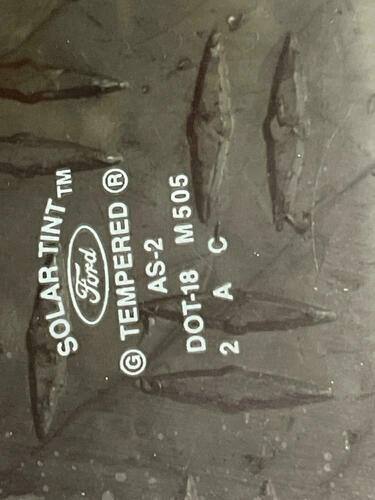 SOLAR TINT™
Ford
Ⓖ TEMPERED Ⓡ
AS-2
DOT-18 M505
2 A C